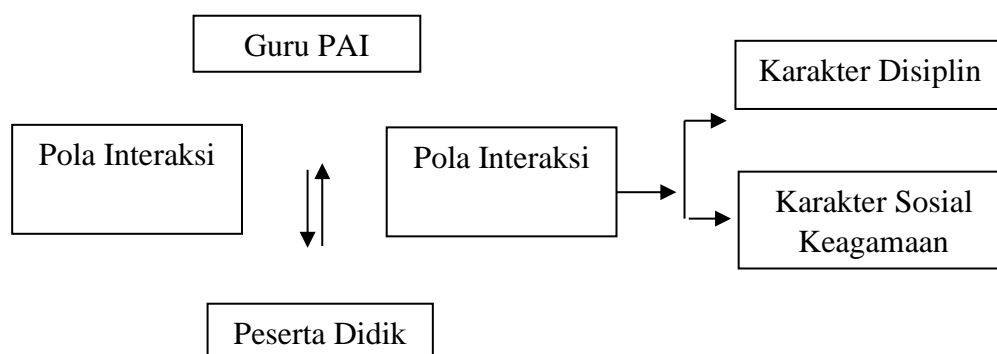 Guru PAI
Karakter Disiplin
Pola Interaksi
Pola Interaksi
Karakter Sosial
Keagamaan
Peserta Didik